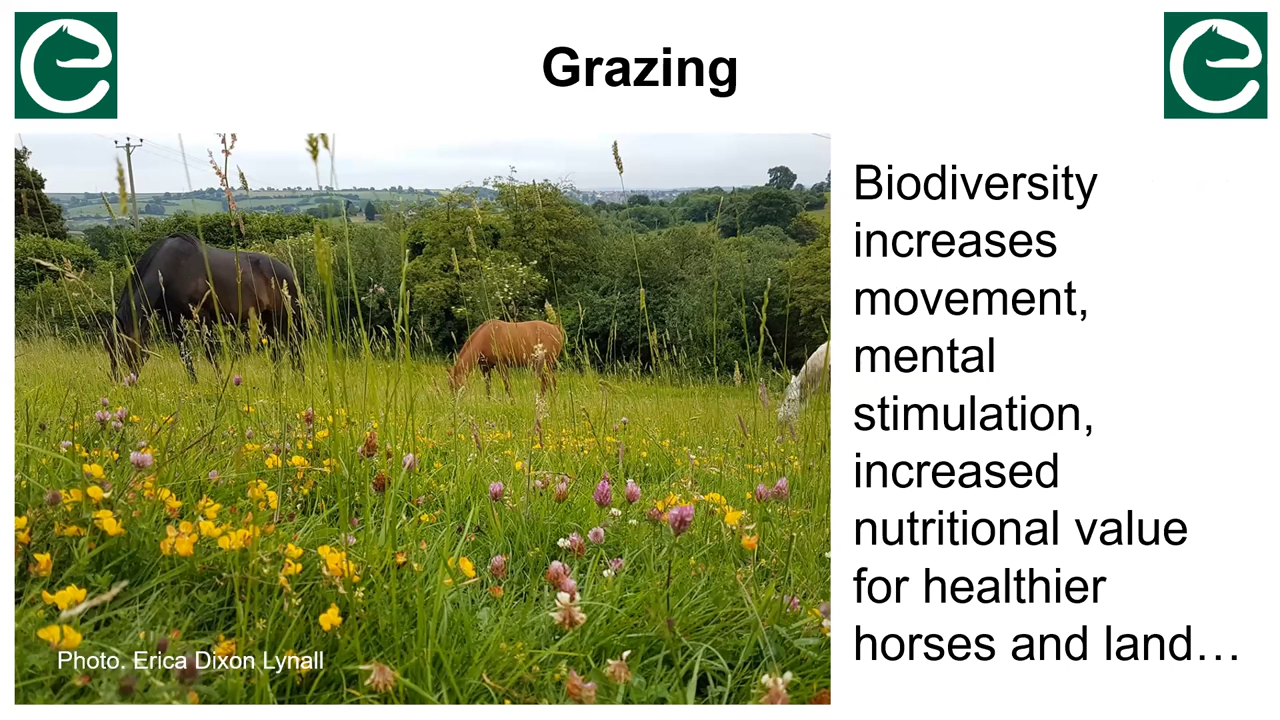 Grazing
Biodiversity
increases
movement,
mental
stimulation,
increased
nutritional value
for healthier
horses and land…
Photo. Erica Dixon Lynall